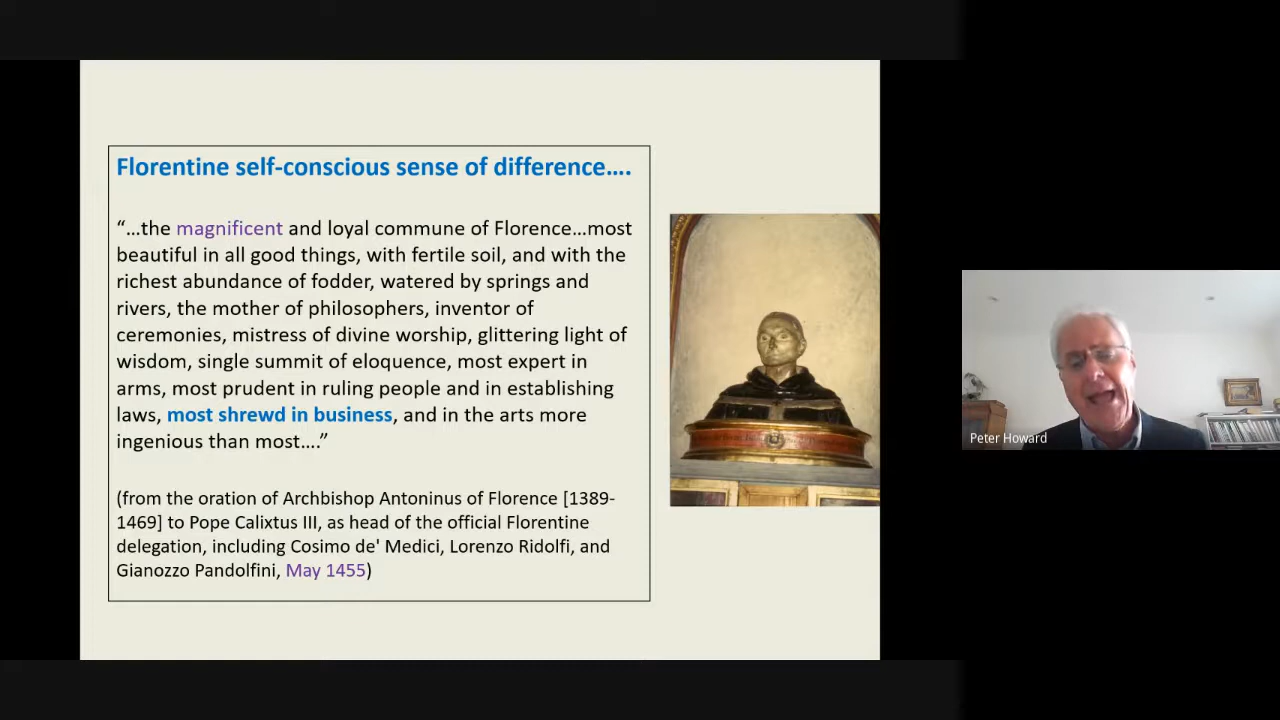 Florentine self-conscious sense of difference….
“…the magnificent and loyal commune of Florence…most
beautiful in all good things, with fertile soil, and with the
richest abundance of fodder, watered by springs and
rivers, the mother of philosophers, inventor of
ceremonies, mistress of divine worship, glittering light of
wisdom, single summit of eloquence, most expert in
arms, most prudent in ruling people and in establishing
laws, most shrewd in business, and in the arts more
ingenious than most….”
(from the oration of Archbishop Antoninus of Florence [1389-
1469] to Pope Calixtus III, as head of the official Florentine
delegation, including Cosimo de' Medici, Lorenzo Ridolfi, and
Gianozzo Pandolfini, May 1455)
Peter Howard